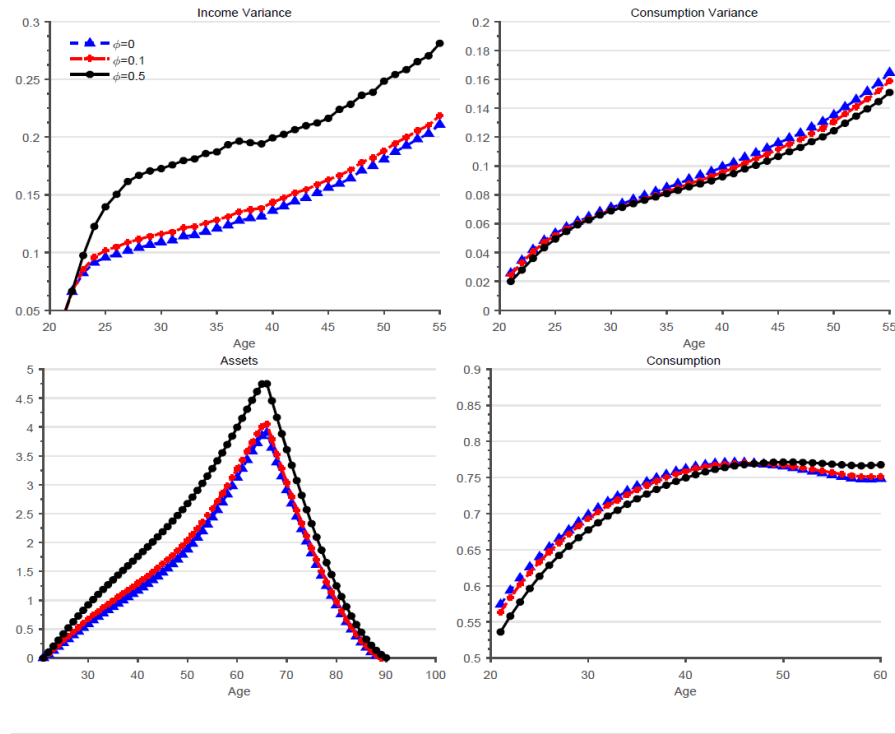 Income Variance
0.3
0.25
0.2
0.15
0.1
0.05
ϕ=0
ϕ=0.1
ϕ=0.5
20 25 30 35 40 45 50 55
Age
Consumption Variance
0.2
0.18
0.16
0.14
0.12
0.1
0.08
0.06
0.04
0.02
0
20 25 30 35 40 45 50 55
Age
Assets
5
4.5
4
3.5
3
2.5
2
1.5
1
0.5
0
30 40 50 60 70 80 90 100
Age
Consumption
0.9
0.85
0.8
0.75
0.7
0.65
0.6
0.55
0.5
20 30 40 50 60
Age